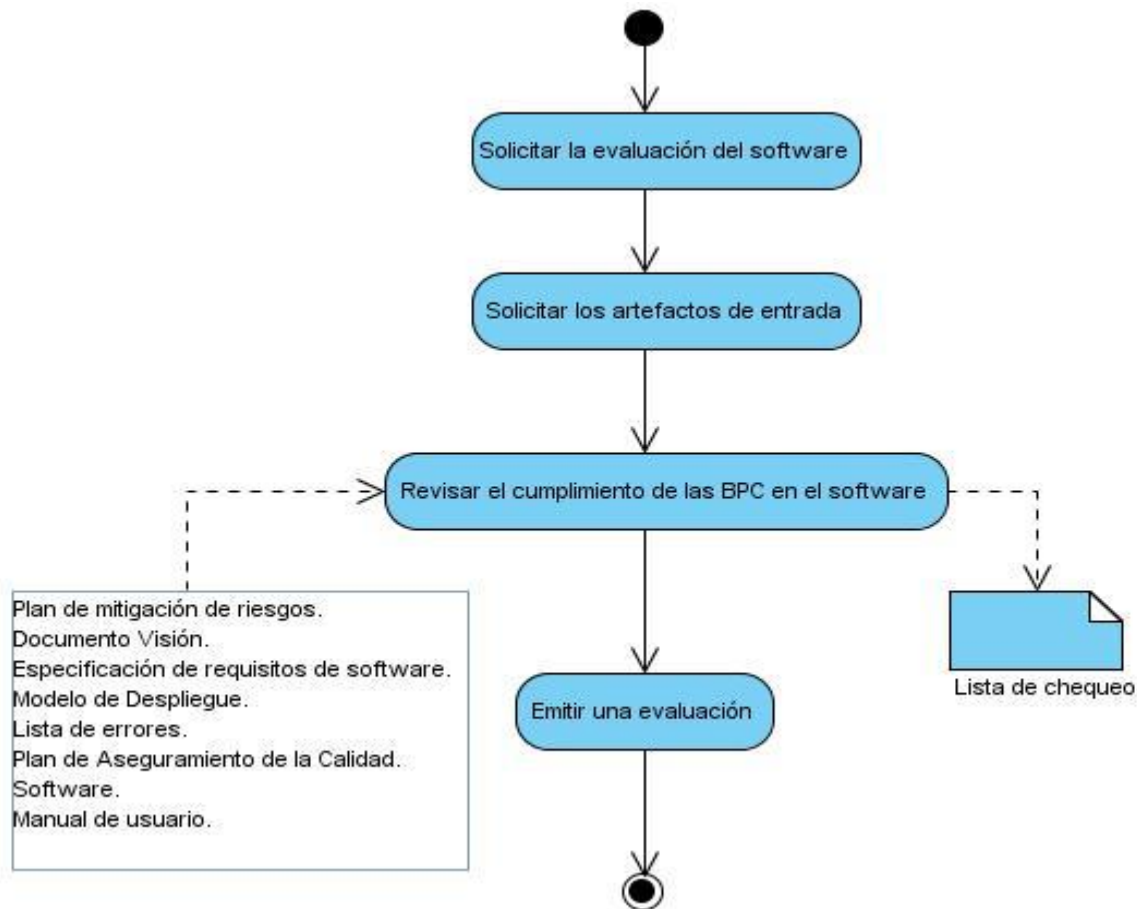 Solicitar la evaluación del software
Solicitar los artefactos de entrada
Revisar el cumplimiento de las BPC en el software
Plan de mitigación de riesgos.
Documento Visión.
Especificación de requisitos de software.
Modelo de Despliegue.
Lista de errores.
Plan de Aseguramiento de la Calidad.
Software.
Manual de usuario.
Lista de chequeo
Emitir una evaluación